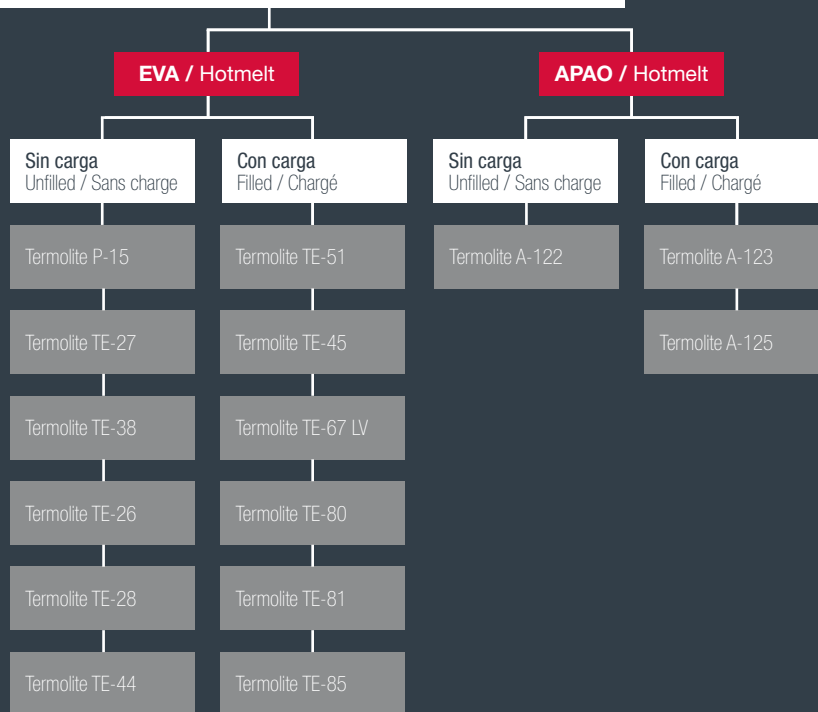 EVA / Hotmelt
APAO / Hotmelt
Sin carga
Unfilled / Sans charge
Con carga
Filled / Chargé
Sin carga
Unfilled / Sans charge
Con carga
Filled / Chargé
Termolite P-15
Termolite TE-51
Termolite A-122
Termolite A-123
Termolite TE-27
Termolite TE-45
Termolite A-125
Termolite TE-38
Termolite TE-67 LV
Termolite TE-26
Termolite TE-80
Termolite TE-28
Termolite TE-81
Termolite TE-44
Termolite TE-85